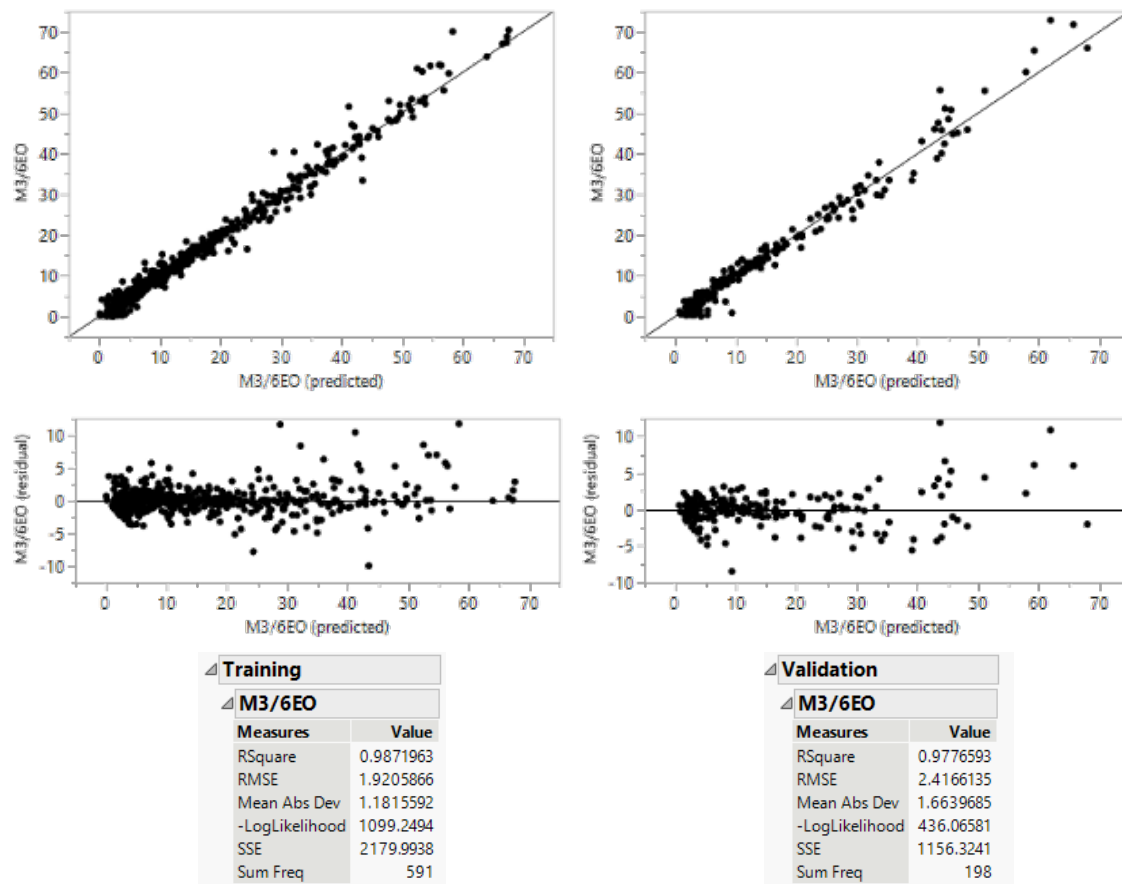 M3/6EO
70
60
50
40
30
20
10
0
0 10 20 30 40 50 60 70
M3/6EO (predicted)
M3/6EO
70
60
50
40
30
20
10
0
0 10 20 30 40 50 60 70
M3/6EO (predicted)
M3/6EO (residual)
10
5
0
-5
-10
0 10 20 30 40 50 60 70
M3/6EO (predicted)
M3/6EO (residual)
10
5
0
-5
-10
0 10 20 30 40 50 60 70
M3/6EO (predicted)
Training
M3/6EO
Measures Value
RSquare 0.9871963
RMSE 1.9205866
Mean Abs Dev 1.1815592
-LogLikelihood 1099.2494
SSE 2179.9938
Sum Freq 591
Validation
M3/6EO
Measures Value
RSquare 0.9776593
RMSE 2.4166135
Mean Abs Dev 1.6639685
-LogLikelihood 436.06581
SSE 1156.3241
Sum Freq 198